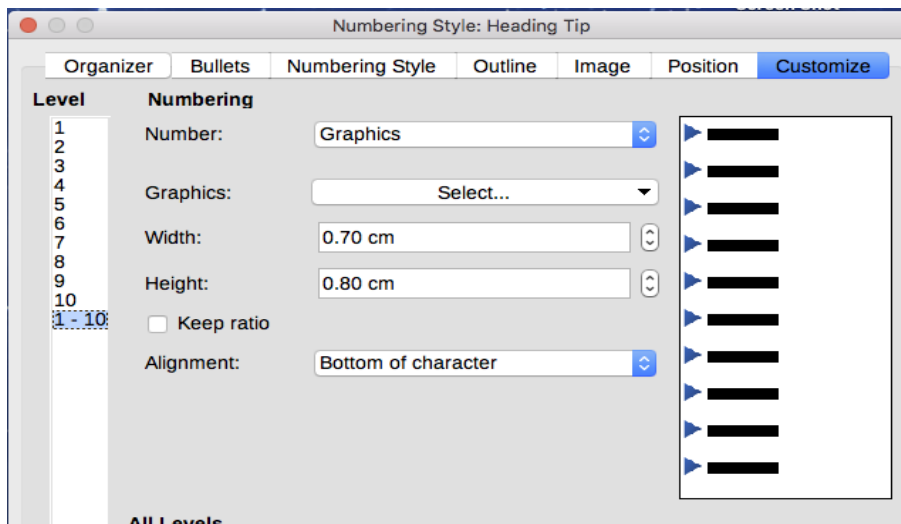 Numbering Style: Heading Tip
Organizer Bullets Numbering Style Outline Image Position Customize
Level Numbering
1
2
3
4
5
6
7
8
9
10
1 - 10
Number: Graphics
Graphics: Select...
Width: 0.70 cm
Height: 0.80 cm
Keep ratio
Alignment: Bottom of character
All Levels